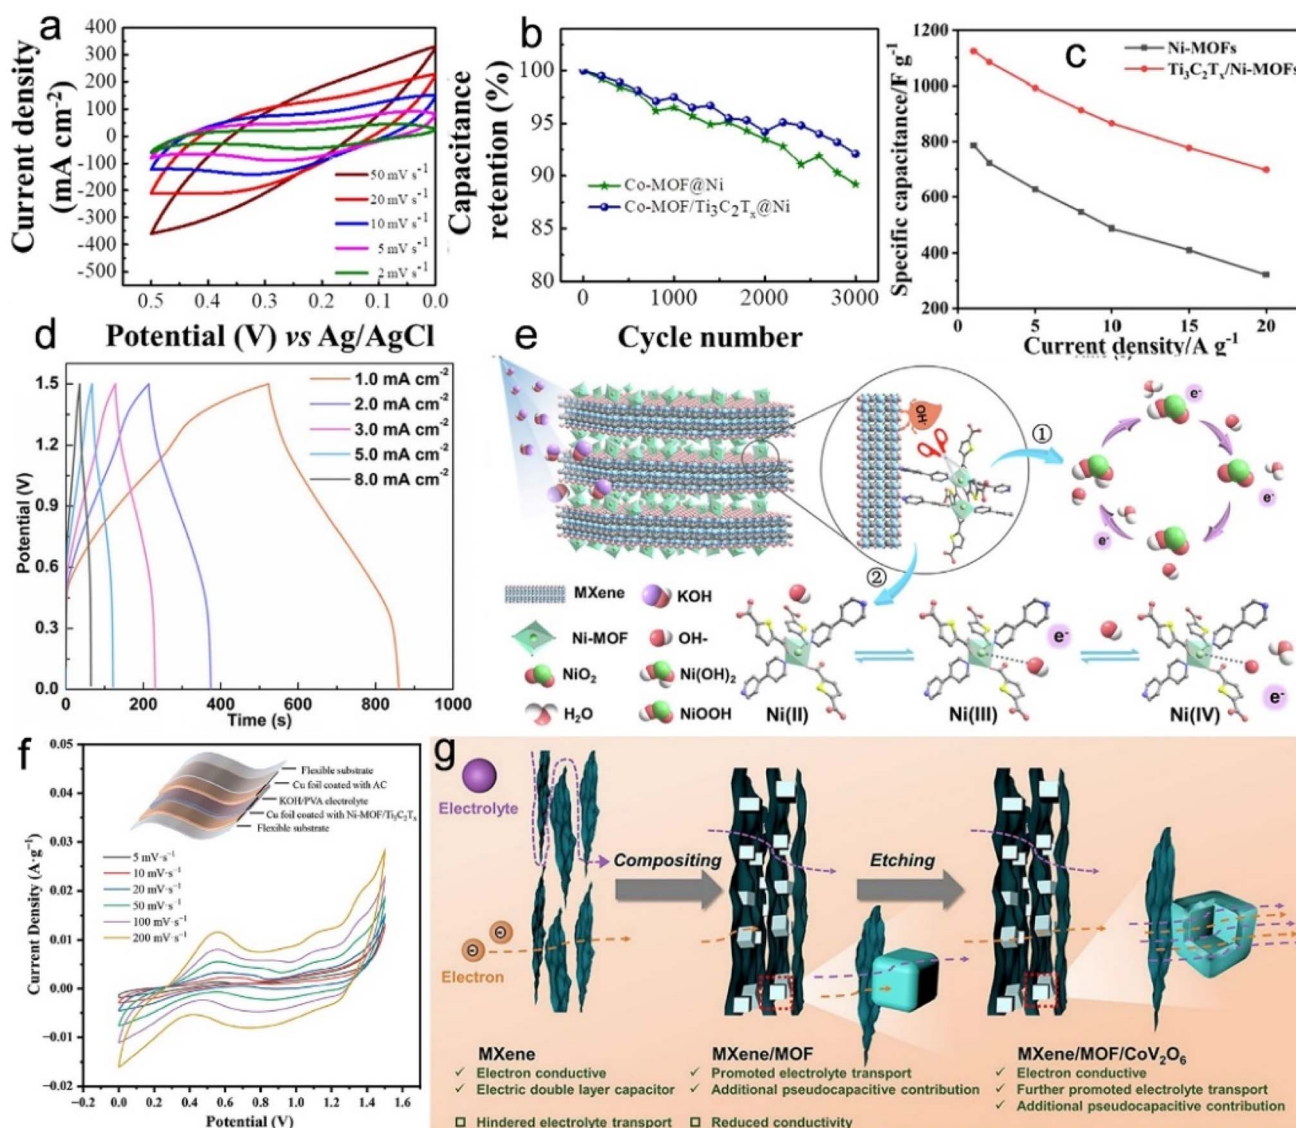 a
Current density
(mA cm⁻²)
400
300
200
100
0
-100
-200
-300
-400
-500
50 mV s⁻¹
20 mV s⁻¹
10 mV s⁻¹
5 mV s⁻¹
2 mV s⁻¹
0.5
0.4
0.3
0.2
0.1
0.0
Potential (V) vs Ag/AgCl
b
Capacitance
retention (%)
100
95
90
85
80
Co-MOF@Ni
Co-MOF/Ti₃C₂Tₓ@Ni
0
1000
2000
3000
Cycle number
c
Specific capacitance/F g⁻¹
1200
1000
800
600
400
200
Ni-MOFs
Ti₃C₂Tₓ/Ni-MOFs
0
5
10
15
20
Current density/A g⁻¹
d
Potential (V)
1.5
1.2
0.9
0.6
0.3
0.0
1.0 mA cm⁻²
2.0 mA cm⁻²
3.0 mA cm⁻²
5.0 mA cm⁻²
8.0 mA cm⁻²
0
200
400
600
800
1000
Time (s)
e
OH-
①
e⁻
e⁻
e⁻
e⁻
②
MXene
KOH
Ni-MOF
OH-
NiO₂
Ni(OH)₂
H₂O
NiOOH
Ni(II)
e⁻
Ni(III)
Ni(IV)
e⁻
f
Current Density (A·g⁻¹)
0.05
0.04
0.03
0.02
0.01
0.00
−0.01
−0.02
Flexible substrate
Cu foil coated with AC
KOH/PVA electrolyte
Cu foil coated with Ni-MOF/Ti₃C₂Tₓ
Flexible substrate
5 mV·s⁻¹
10 mV·s⁻¹
20 mV·s⁻¹
50 mV·s⁻¹
100 mV·s⁻¹
200 mV·s⁻¹
0.0
0.2
0.4
0.6
0.8
1.0
1.2
1.4
1.6
Potential (V)
g
Electrolyte
Electron
Compositing
Etching
MXene
✓ Electron conductive
✓ Electric double layer capacitor
□ Hindered electrolyte transport
MXene/MOF
✓ Promoted electrolyte transport
✓ Additional pseudocapacitive contribution
□ Reduced conductivity
MXene/MOF/CoV₂O₆
✓ Electron conductive
✓ Further promoted electrolyte transport
✓ Additional pseudocapacitive contribution